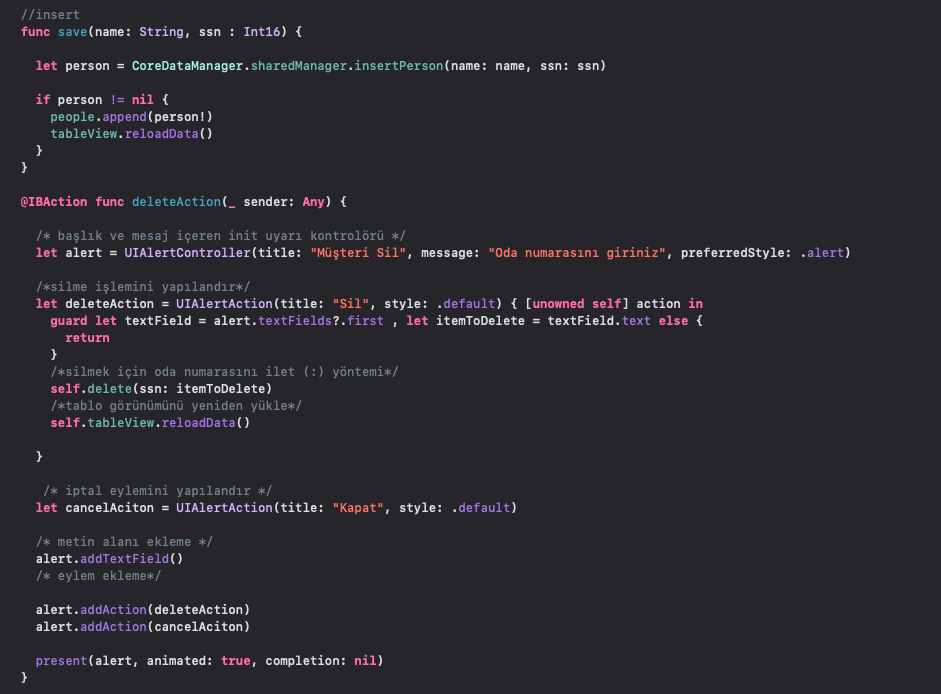 //insert
func save(name: String, ssn : Int16) {
let person = CoreDataManager.sharedManager.insertPerson(name: name, ssn: ssn)
if person != nil {
people.append(person!)
tableView.reloadData()
}
}
@IBAction func deleteAction(_ sender: Any) {
/* başlık ve mesaj içeren init uyarı kontrolörü */
let alert = UIAlertController(title: "Müşteri Sil", message: "Oda numarasını giriniz", preferredStyle: .alert)
/*silme işlemini yapılandır*/
let deleteAction = UIAlertAction(title: "Sil", style: .default) { [unowned self] action in
guard let textField = alert.textFields?.first , let itemToDelete = textField.text else {
return
}
/*silmek için oda numarasını ilet (:) yöntemi*/
self.delete(ssn: itemToDelete)
/*tablo görünümünü yeniden yükle*/
self.tableView.reloadData()
}
/* iptal eylemini yapılandır */
let cancelAciton = UIAlertAction(title: "Kapat", style: .default)
/* metin alanı ekleme */
alert.addTextField()
/* eylem ekleme*/
alert.addAction(deleteAction)
alert.addAction(cancelAciton)
present(alert, animated: true, completion: nil)
}